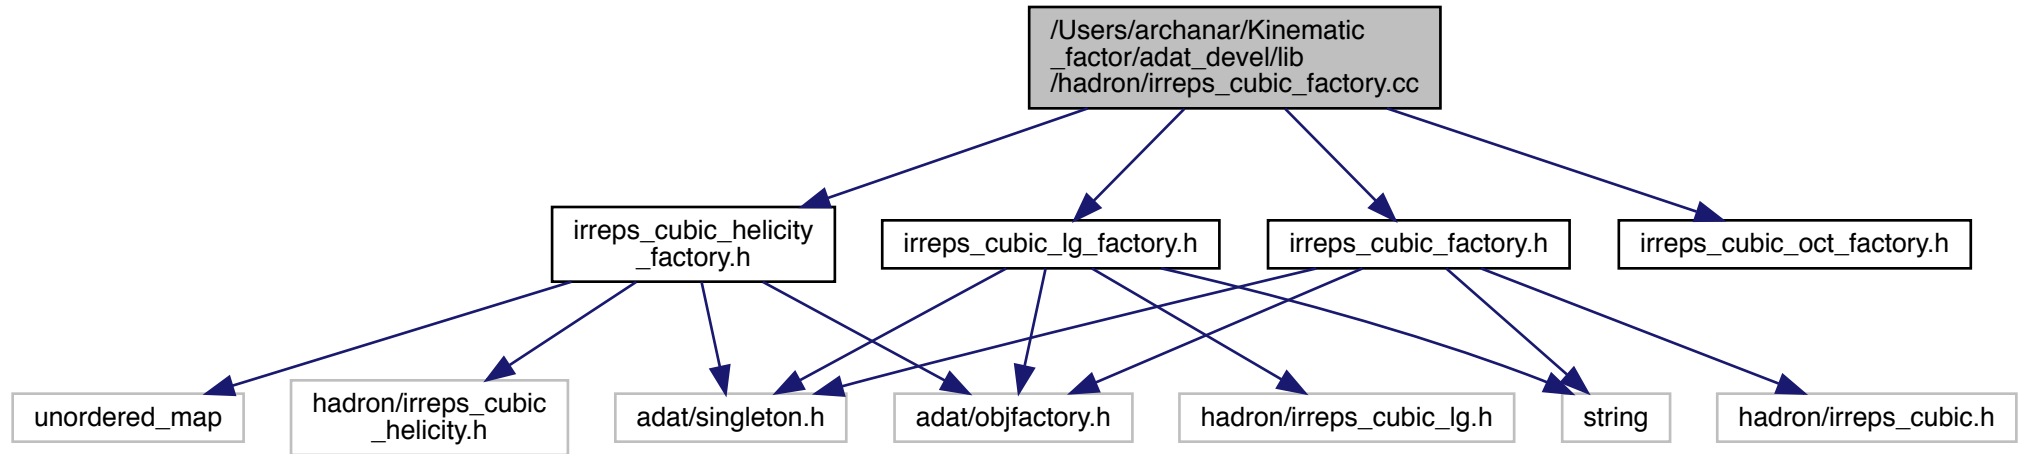 /Users/archanar/Kinematic
_factor/adat_devel/lib
/hadron/irreps_cubic_factory.cc
irreps_cubic_helicity
_factory.h
irreps_cubic_lg_factory.h
irreps_cubic_factory.h
irreps_cubic_oct_factory.h
unordered_map
hadron/irreps_cubic
_helicity.h
adat/singleton.h
adat/objfactory.h
hadron/irreps_cubic_lg.h
string
hadron/irreps_cubic.h